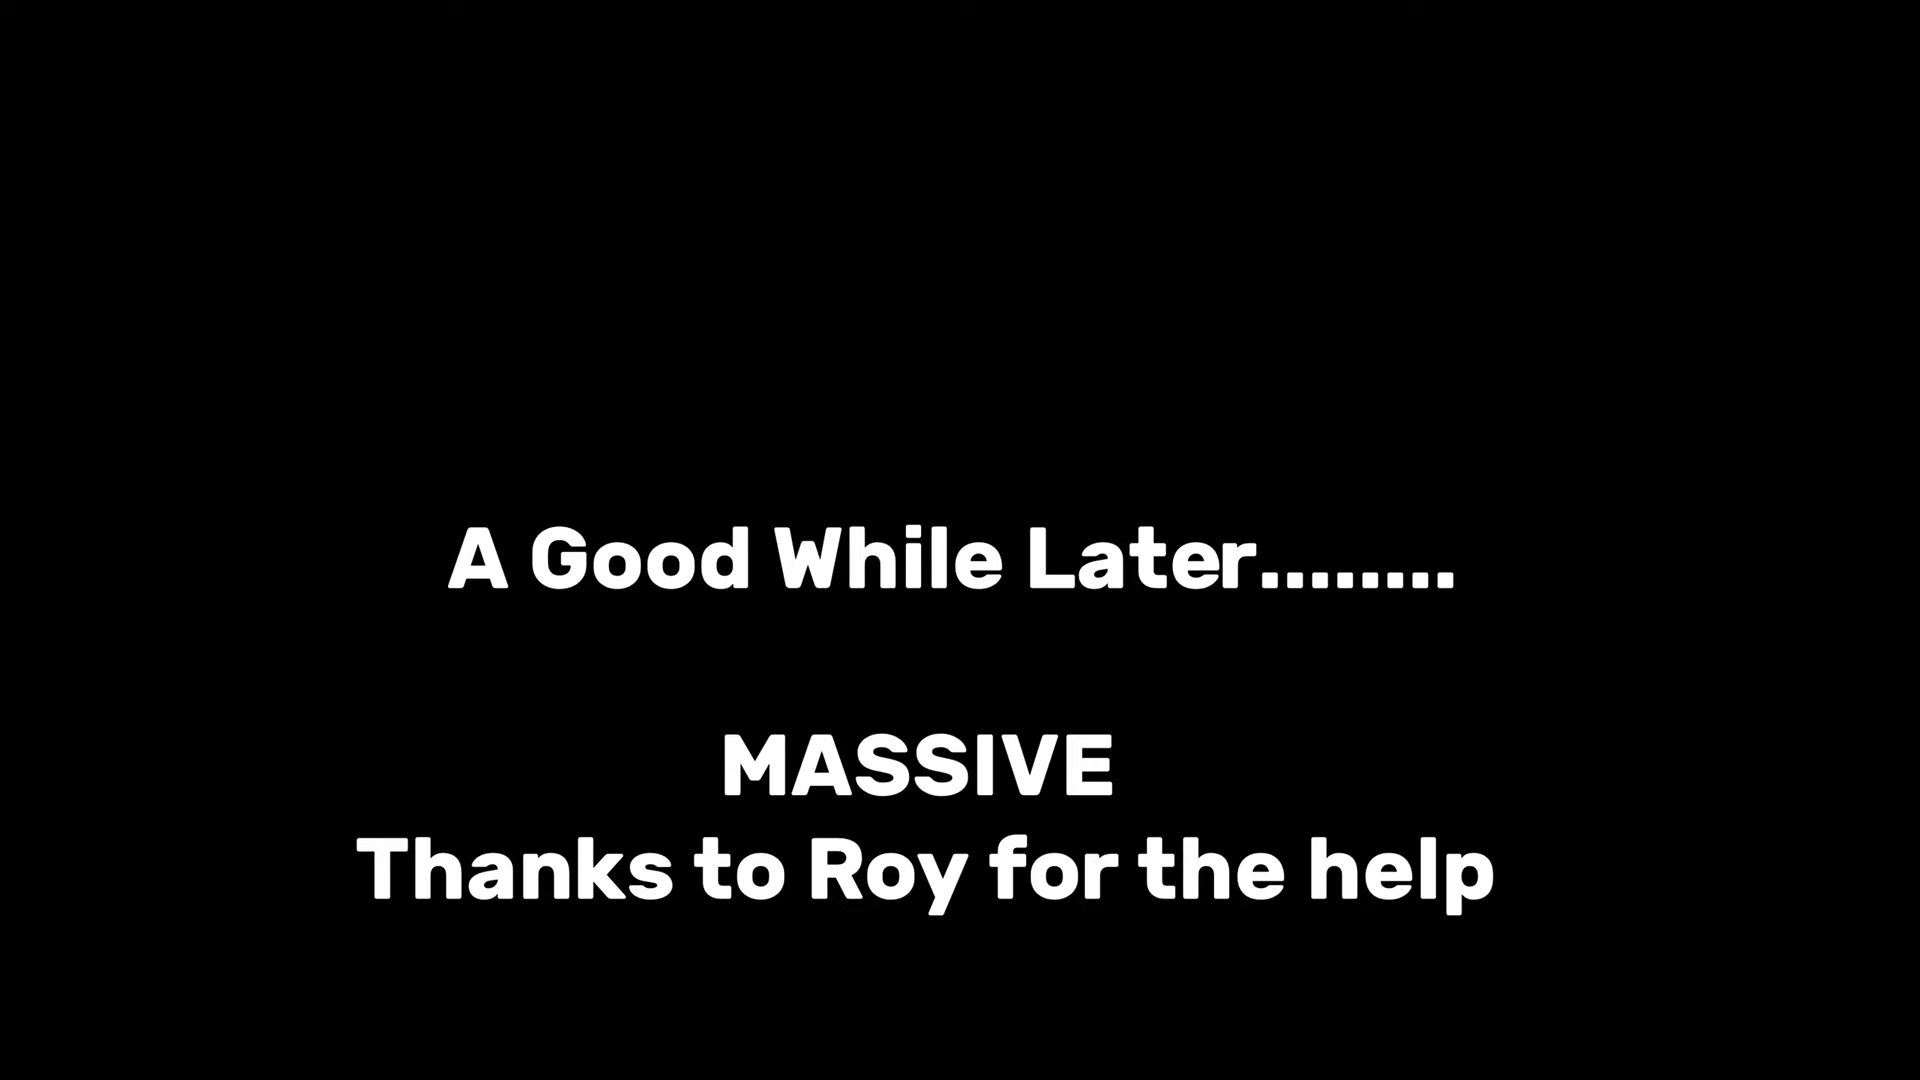 A Good While Later........
MASSIVE
Thanks to Roy for the help